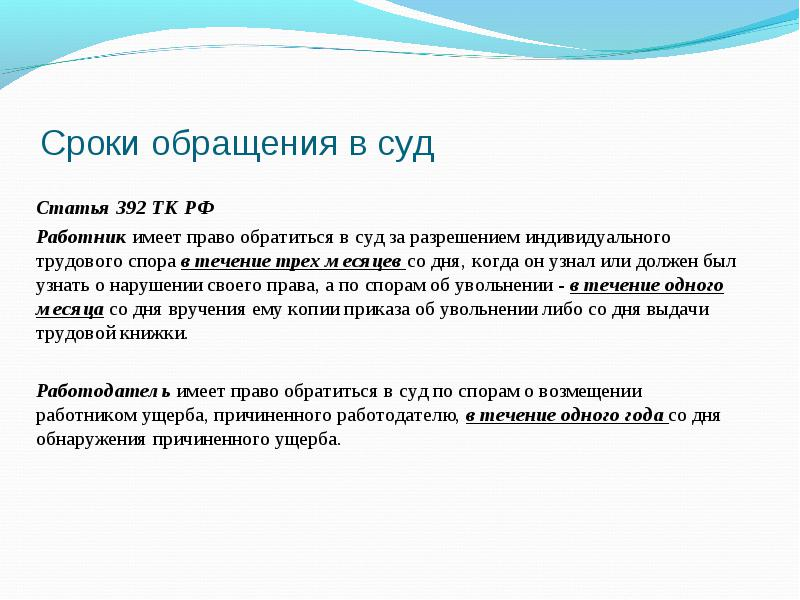 Сроки обращения в суд
Статья 392 ТК РФ
Работник имеет право обратиться в суд за разрешением индивидуального
трудового спора в течение трех месяцев со дня, когда он узнал или должен был
узнать о нарушении своего права, а по спорам об увольнении - в течение одного
месяца со дня вручения ему копии приказа об увольнении либо со дня выдачи
трудовой книжки.
Работодатель имеет право обратиться в суд по спорам о возмещении
работником ущерба, причиненного работодателю, в течение одного года со дня
обнаружения причиненного ущерба.